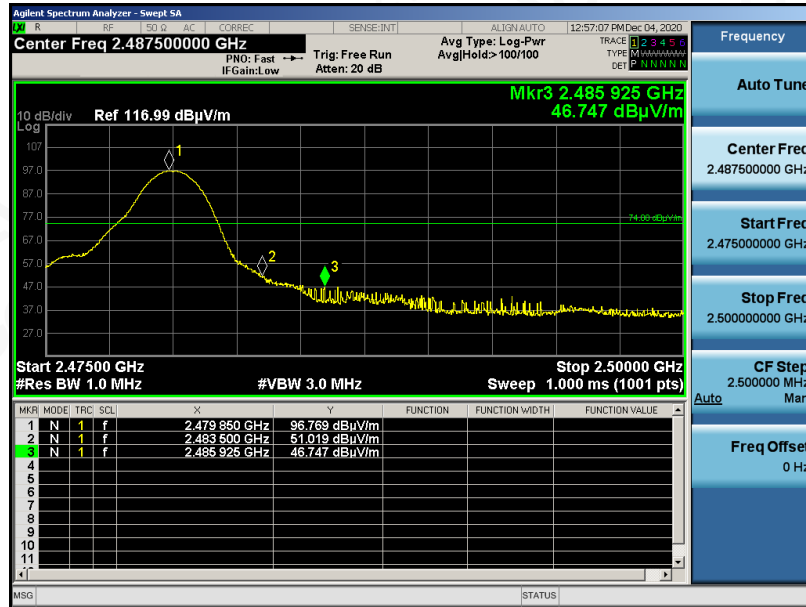 Agilent Spectrum Analyzer - Swept SA
LXI R RF 50 Ω AC CORREC SENSE:INT ALIGN AUTO 12:57:07 PM Dec 04, 2020
Center Freq 2.487500000 GHz
PNO: Fast
IFGain:Low
Trig: Free Run
Atten: 20 dB
Avg Type: Log-Pwr
Avg|Hold:>100/100
TRACE 1 2 3 4 5 6
TYPE M WWWWW
DET P N N N N N
Mkr3 2.485 925 GHz
46.747 dBµV/m
10 dB/div Ref 116.99 dBµV/m
Log
107
97.0
87.0
77.0
67.0
57.0
47.0
37.0
27.0
1
2
3
74.00 dBµV/m
Start 2.47500 GHz Stop 2.50000 GHz
#Res BW 1.0 MHz #VBW 3.0 MHz Sweep 1.000 ms (1001 pts)
MKR MODE TRC SCL X Y FUNCTION FUNCTION WIDTH FUNCTION VALUE
1 N 1 f 2.479 850 GHz 96.769 dBµV/m
2 N 1 f 2.483 500 GHz 51.019 dBµV/m
3 N 1 f 2.485 925 GHz 46.747 dBµV/m
4
5
6
7
8
9
10
11
MSG STATUS
Frequency
Auto Tune
Center Freq
2.487500000 GHz
Start Freq
2.475000000 GHz
Stop Freq
2.500000000 GHz
CF Step
2.500000 MHz
Auto Man
Freq Offset
0 Hz